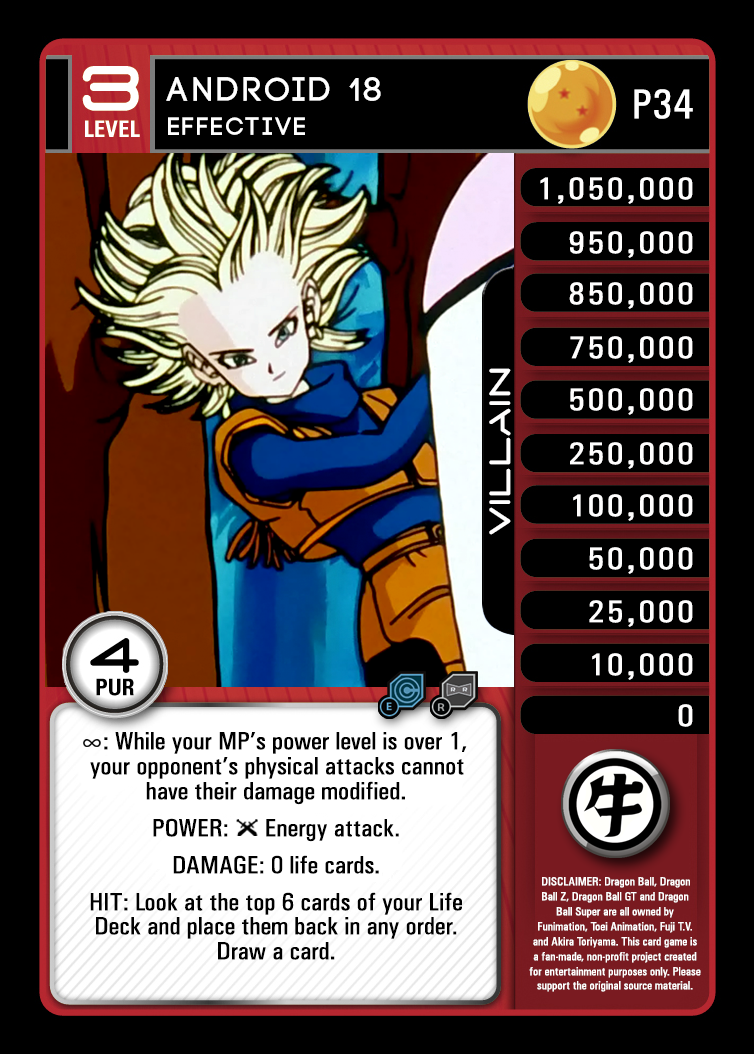 3
LEVEL
ANDROID 18
EFFECTIVE
P34
1,050,000
950,000
850,000
750,000
500,000
250,000
100,000
50,000
25,000
10,000
0
VILLAIN
4
PUR
E
R
RR
∞: While your MP's power level is over 1,
your opponent's physical attacks cannot
have their damage modified.
POWER: Energy attack.
DAMAGE: 0 life cards.
HIT: Look at the top 6 cards of your Life
Deck and place them back in any order.
Draw a card.
牛
DISCLAIMER: Dragon Ball, Dragon
Ball Z, Dragon Ball GT and Dragon
Ball Super are all owned by
Funimation, Toei Animation, Fuji T.V.
and Akira Toriyama. This card game is
a fan-made, non-profit project created
for entertainment purposes only. Please
support the original source material.